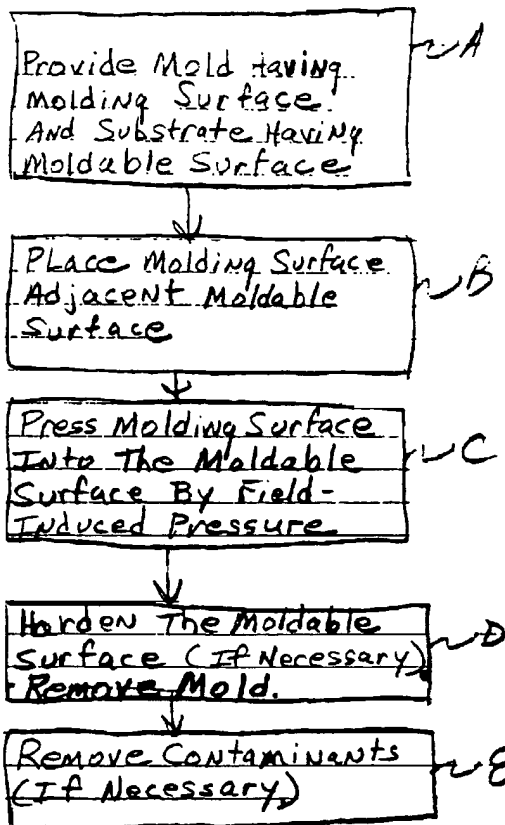 Provide Mold Having
Molding Surface
And Substrate Having
Moldable Surface
A
Place Molding Surface
Adjacent Moldable
Surface
B
Press Molding Surface
Into The Moldable
Surface By Field-
Induced Pressure
C
Harden The Moldable
Surface (If Necessary).
Remove Mold.
D
Remove Contaminants
(If Necessary)
E